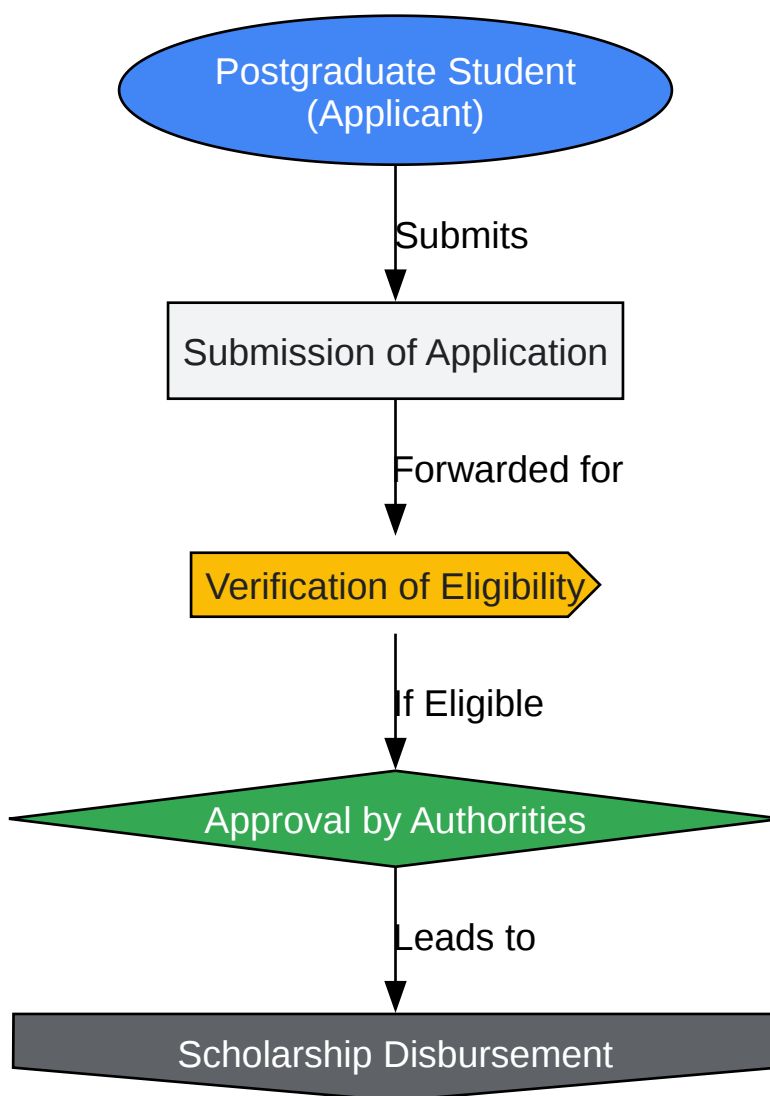 Postgraduate Student
(Applicant)
Submits
Submission of Application
Forwarded for
Verification of Eligibility
If Eligible
Approval by Authorities
Leads to
Scholarship Disbursement